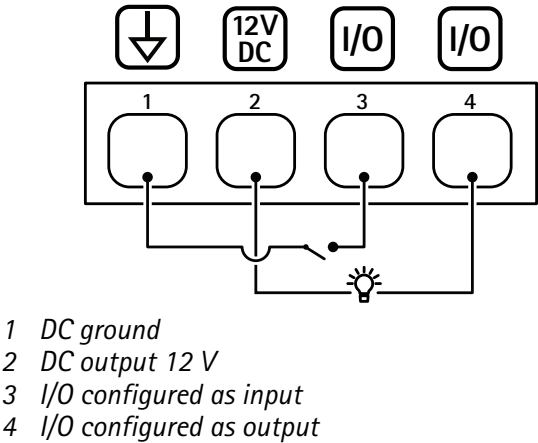 12V I/O I/O
DC
1 2 3 4
1 DC ground
2 DC output 12 V
3 I/O configured as input
4 I/O configured as output